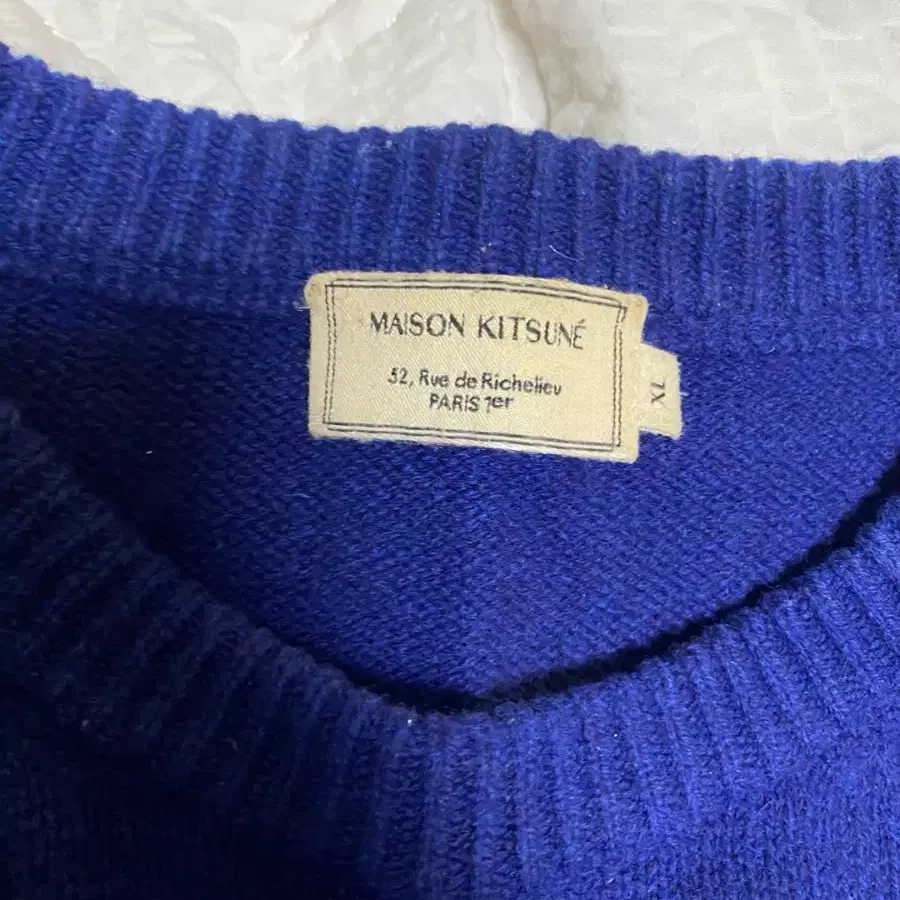 MAISON KITSUNÉ
52, Rue de Richelieu
PARIS 1er
XL